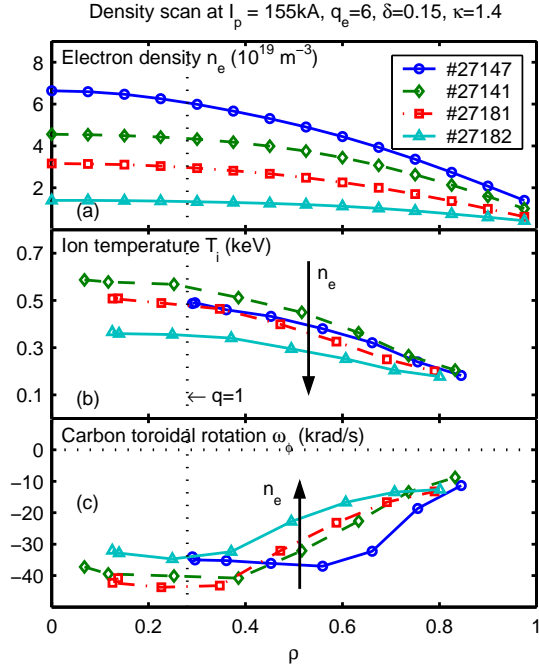 Density scan at I_p = 155kA, q_e=6, δ=0.15, κ=1.4
Electron density n_e (10^19 m^−3)
#27147
#27141
#27181
#27182
8
6
4
2
(a)
Ion temperature T_i (keV)
0.7
0.5
0.3
0.1
n_e
(b)
← q=1
Carbon toroidal rotation ω_ϕ (krad/s)
0
−10
−20
−30
−40
(c)
n_e
0 0.2 0.4 0.6 0.8 1
ρ